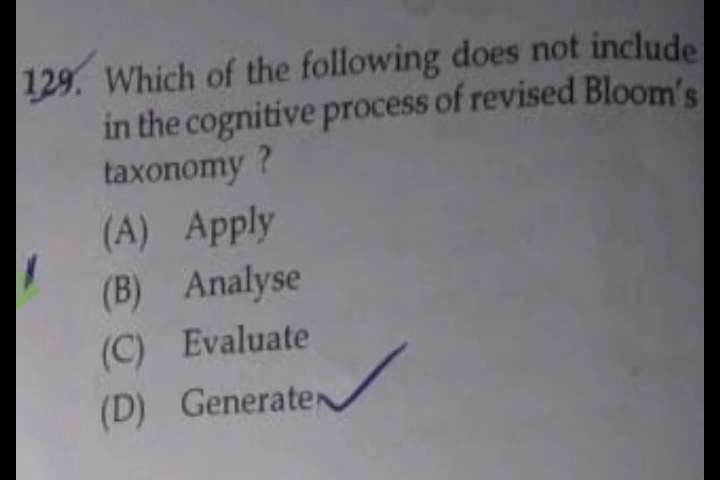 129. Which of the following does not include
in the cognitive process of revised Bloom's
taxonomy ?
(A) Apply
(B) Analyse
(C) Evaluate
(D) Generate